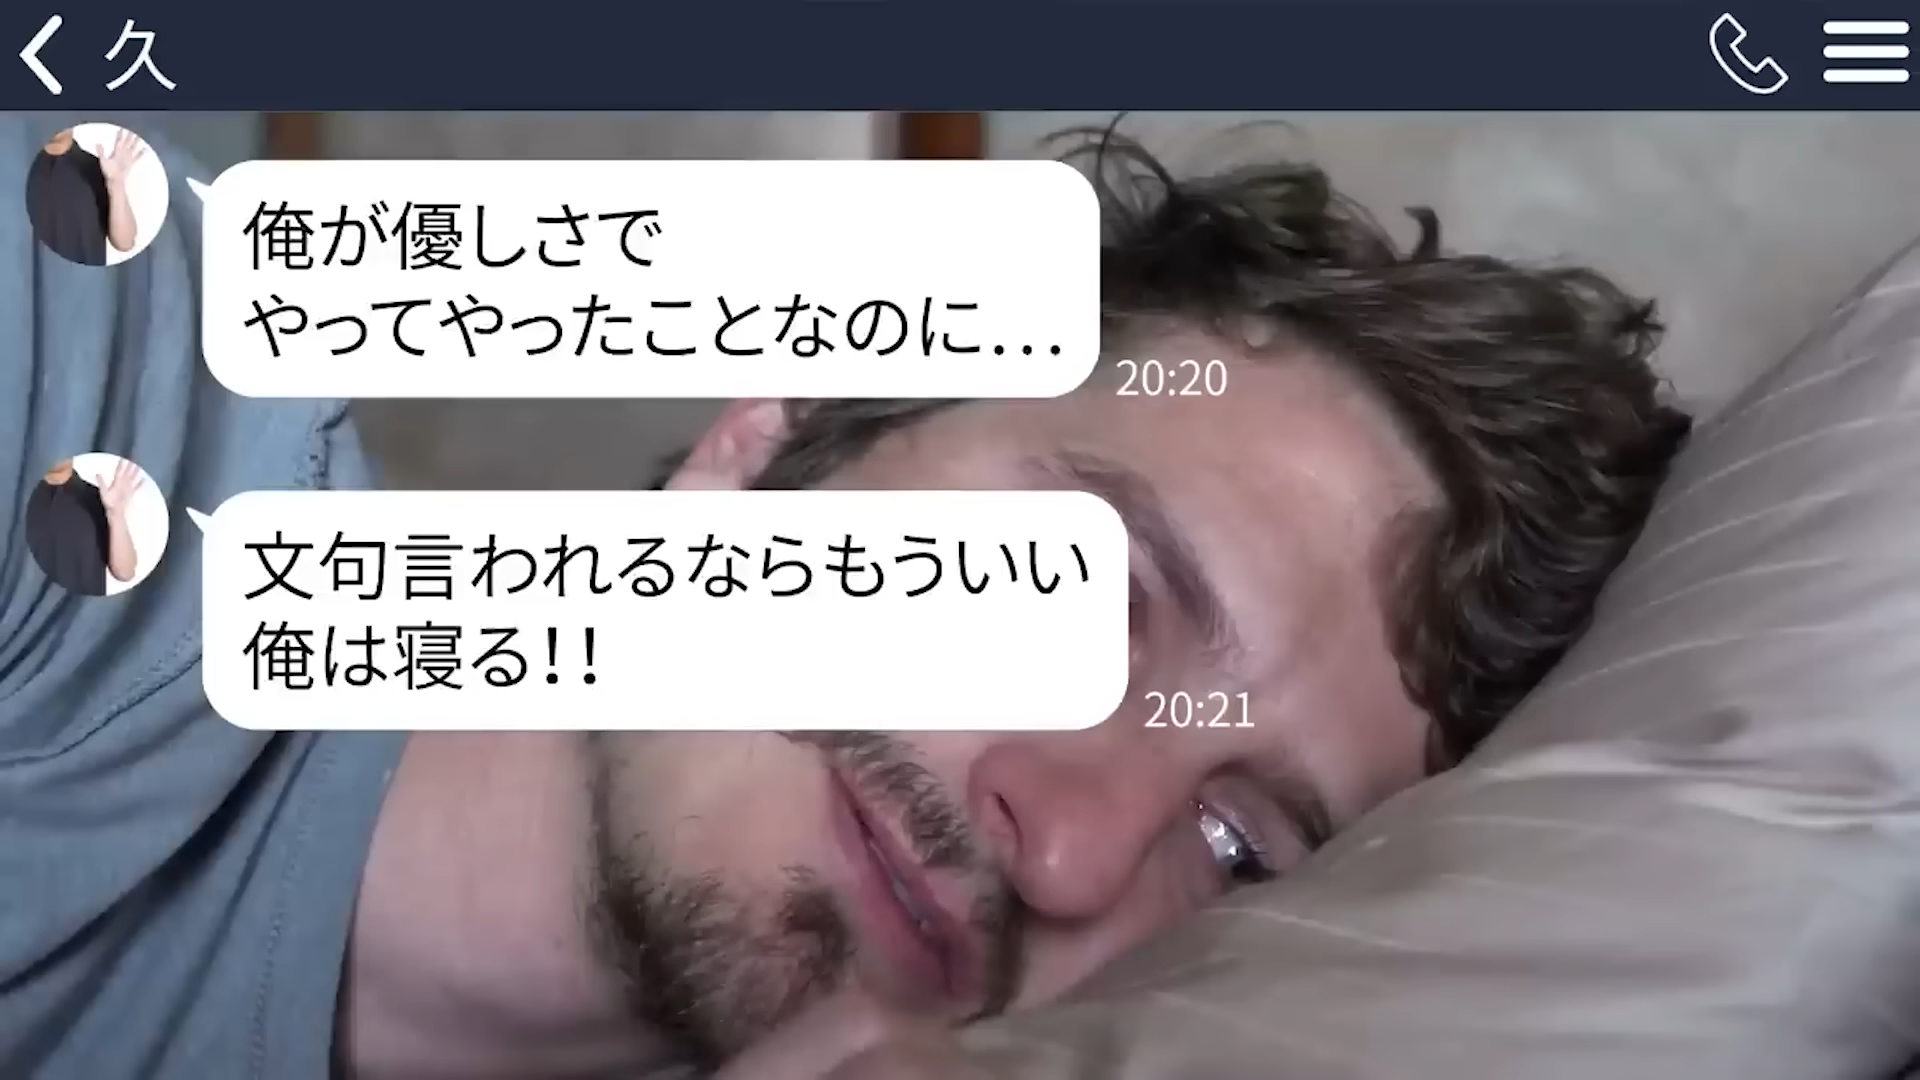 久
俺が優しさで
やってやったことなのに…
20:20
文句言われるならもういい
俺は寝る！！
20:21